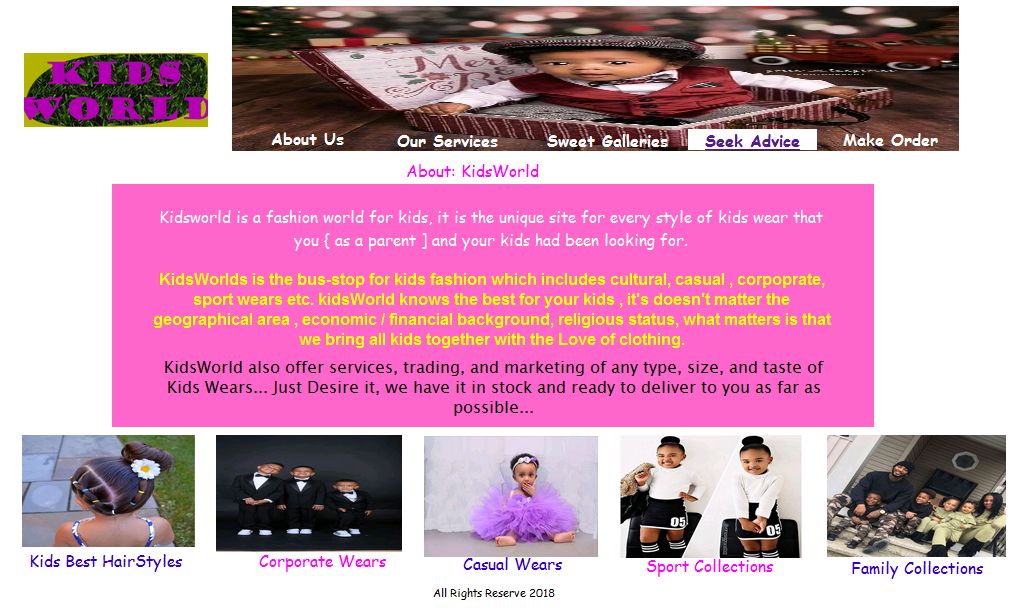 KIDS
WORLD
About Us
Our Services
Sweet Galleries
Seek Advice
Make Order
About: KidsWorld
Kidsworld is a fashion world for kids, it is the unique site for every style of kids wear that
you { as a parent ] and your kids had been looking for.
KidsWorlds is the bus-stop for kids fashion which includes cultural, casual , corpoprate,
sport wears etc. kidsWorld knows the best for your kids , it's doesn't matter the
geographical area , economic / financial background, religious status, what matters is that
we bring all kids together with the Love of clothing.
KidsWorld also offer services, trading, and marketing of any type, size, and taste of
Kids Wears... Just Desire it, we have it in stock and ready to deliver to you as far as
possible...
05
05
Kids Best HairStyles
Corporate Wears
Casual Wears
Sport Collections
Family Collections
All Rights Reserve 2018